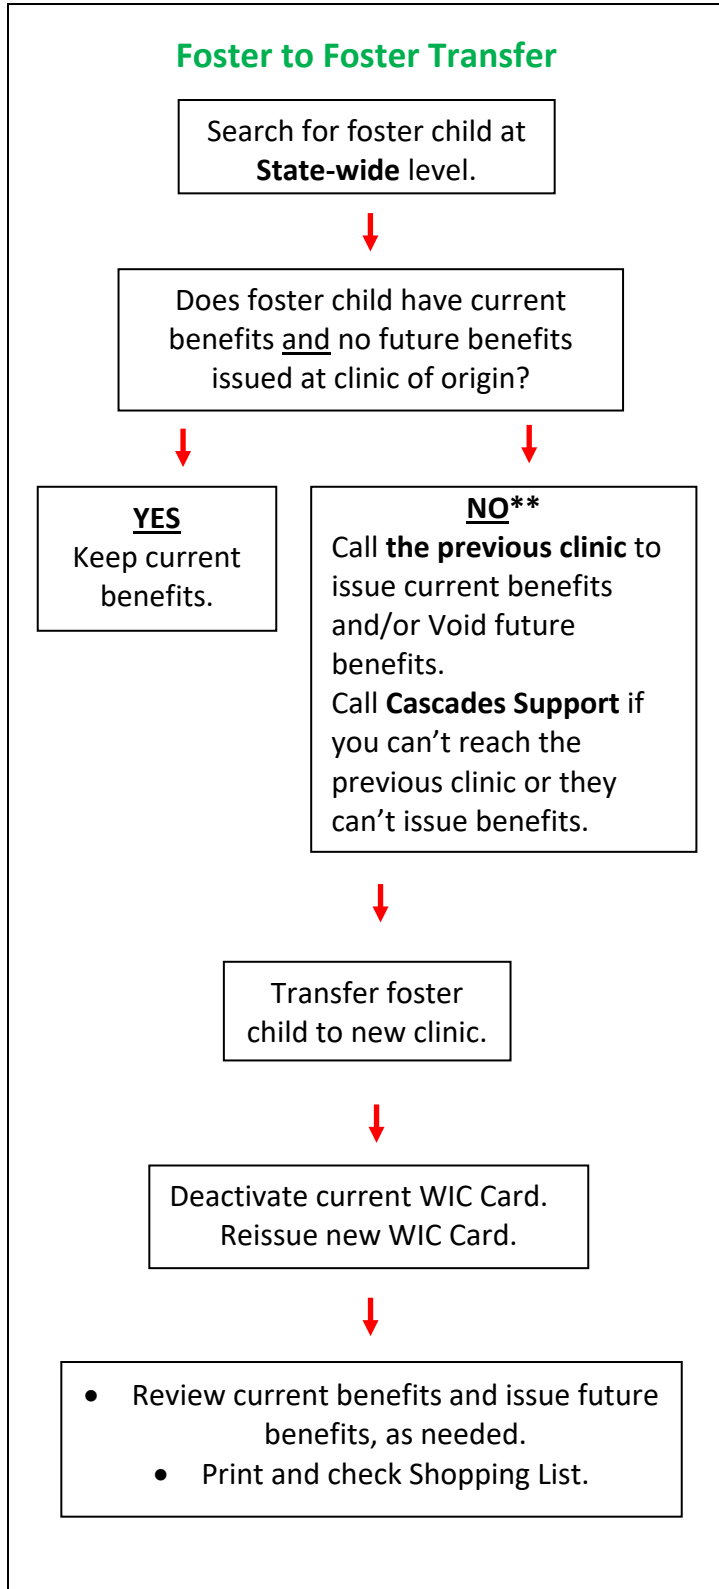 Foster to Foster Transfer
Search for foster child at
State-wide level.
Does foster child have current
benefits and no future benefits
issued at clinic of origin?
YES
Keep current
benefits.
NO**
Call the previous clinic to
issue current benefits
and/or Void future
benefits.
Call Cascades Support if
you can’t reach the
previous clinic or they
can’t issue benefits.
Transfer foster
child to new clinic.
Deactivate current WIC Card.
Reissue new WIC Card.
• Review current benefits and issue future
benefits, as needed.
• Print and check Shopping List.